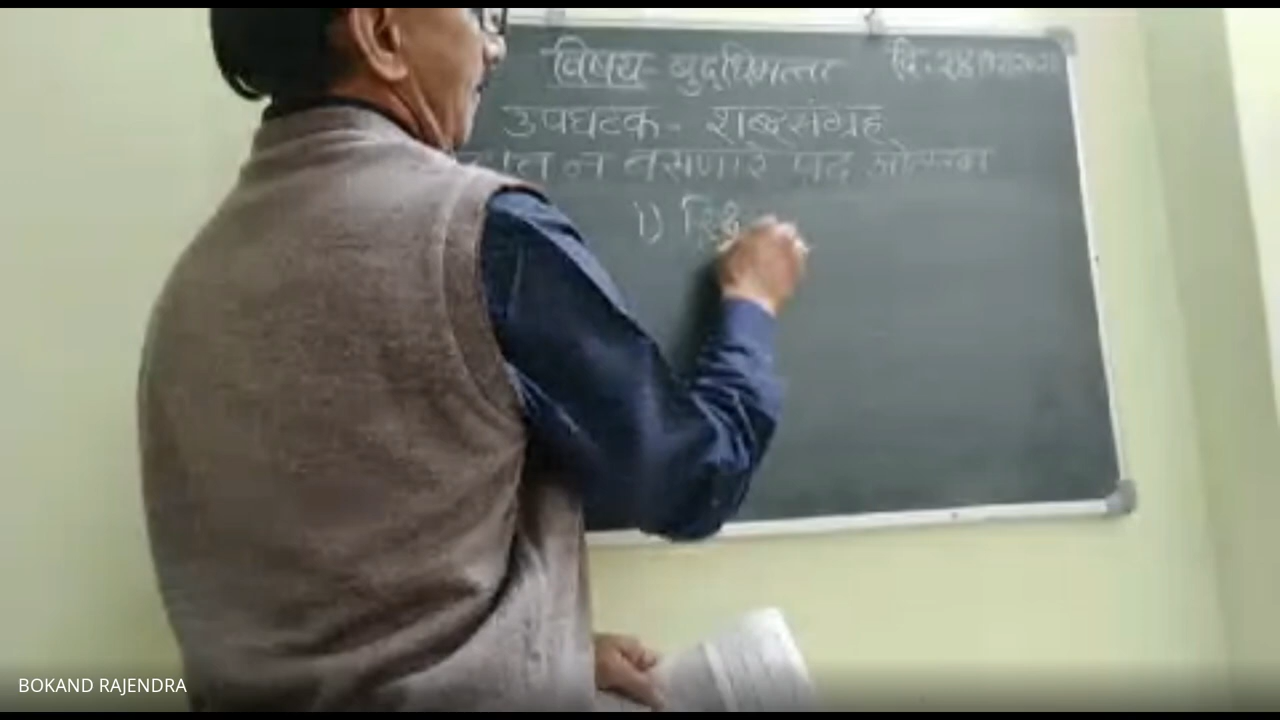 विषय- बुद्धिमत्ता दि.
उपघटक- शब्दसंग्रह
न बसणारे पद ओळखा
1)
BOKAND RAJENDRA